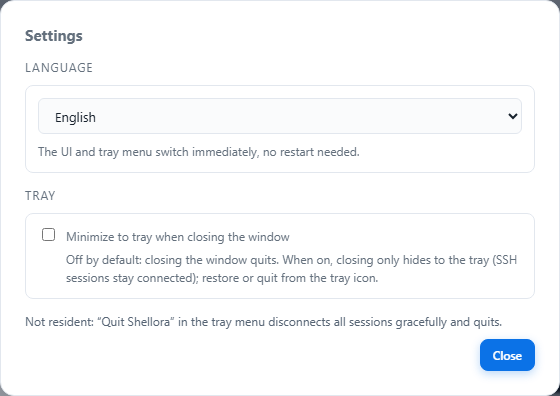 Settings
LANGUAGE
English
The UI and tray menu switch immediately, no restart needed.
TRAY
Minimize to tray when closing the window
Off by default: closing the window quits. When on, closing only hides to the tray (SSH
sessions stay connected); restore or quit from the tray icon.
Not resident: “Quit Shellora” in the tray menu disconnects all sessions gracefully and quits.
Close